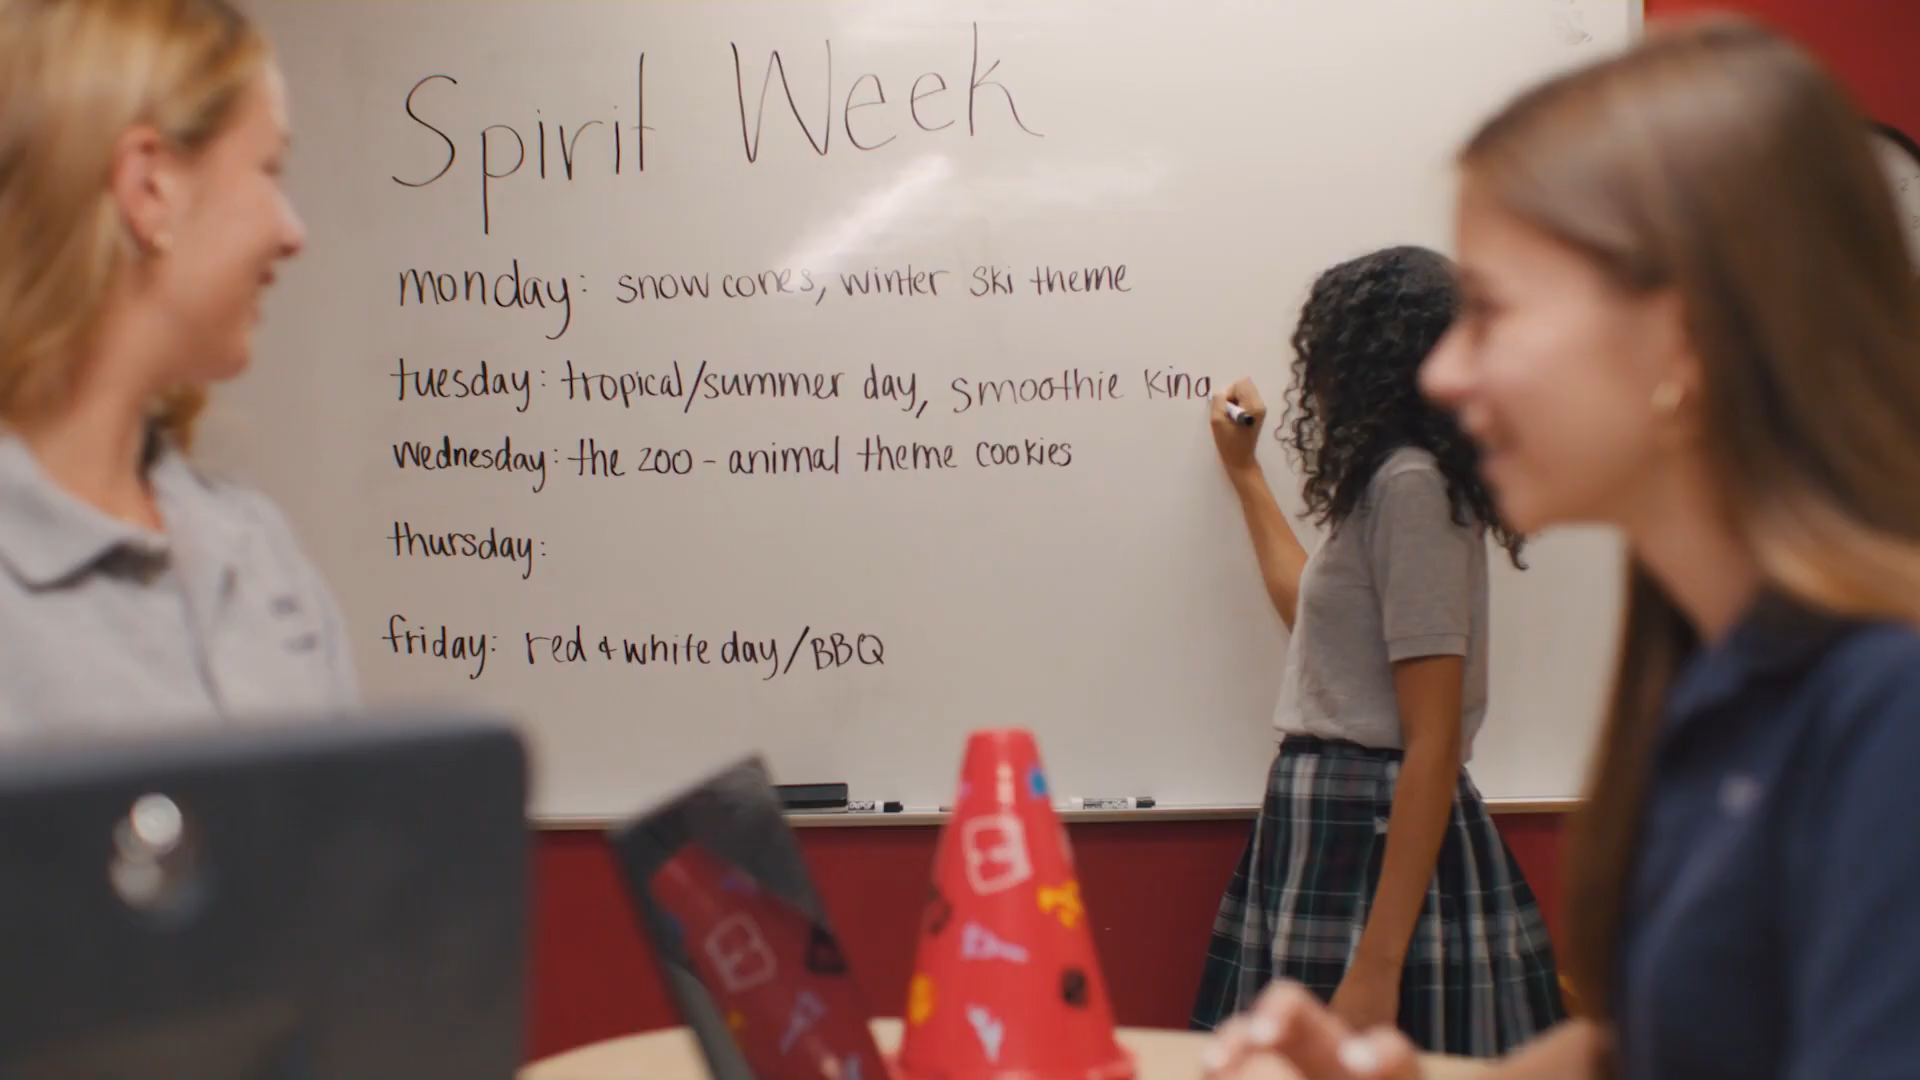 Spirit Week
monday: snow cones, winter ski theme
tuesday: tropical/summer day, smoothie king
wednesday: the zoo - animal theme cookies
thursday:
friday: red & white day/BBQ